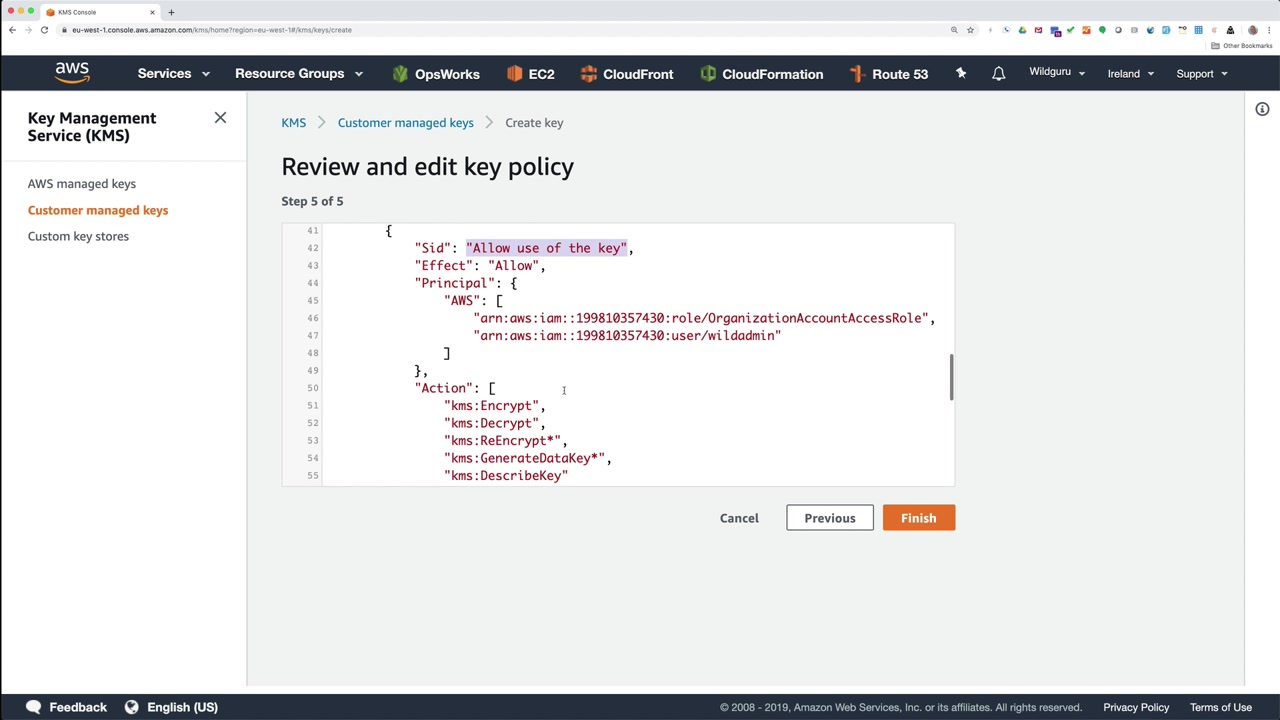 KMS Console
eu-west-1.console.aws.amazon.com/kms/home?region=eu-west-1#/kms/keys/create
Other Bookmarks
aws
Services
Resource Groups
OpsWorks
EC2
CloudFront
CloudFormation
Route 53
Wildguru
Ireland
Support
Key Management
Service (KMS)
AWS managed keys
Customer managed keys
Custom key stores
KMS > Customer managed keys > Create key
Review and edit key policy
Step 5 of 5
41 {
42 "Sid": "Allow use of the key",
43 "Effect": "Allow",
44 "Principal": {
45 "AWS": [
46 "arn:aws:iam::199810357430:role/OrganizationAccountAccessRole",
47 "arn:aws:iam::199810357430:user/wildadmin"
48 ]
49 },
50 "Action": [
51 "kms:Encrypt",
52 "kms:Decrypt",
53 "kms:ReEncrypt*",
54 "kms:GenerateDataKey*",
55 "kms:DescribeKey"
Cancel
Previous
Finish
Feedback
English (US)
© 2008 - 2019, Amazon Web Services, Inc. or its affiliates. All rights reserved.
Privacy Policy
Terms of Use